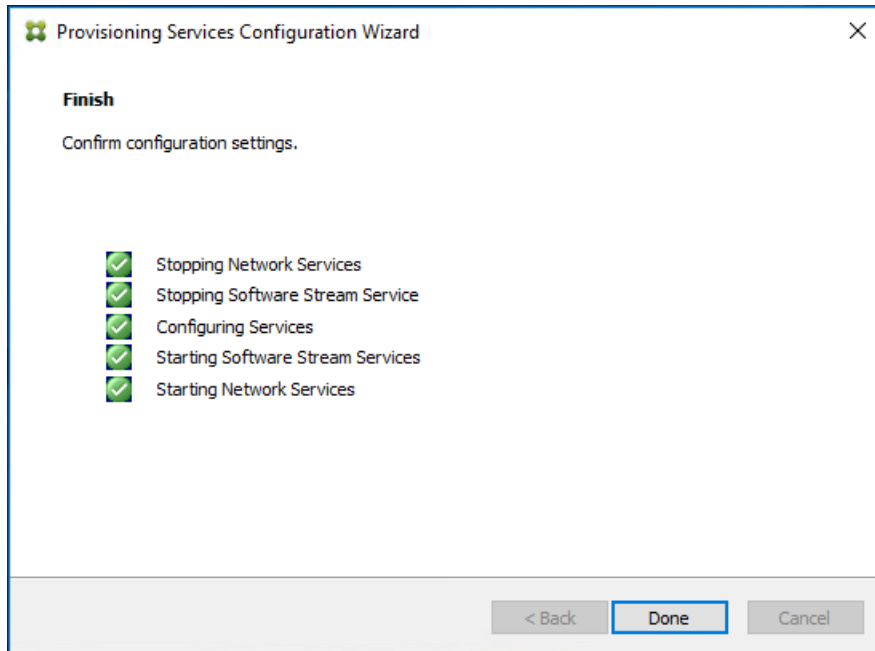 Provisioning Services Configuration Wizard
Finish
Confirm configuration settings.
Stopping Network Services
Stopping Software Stream Service
Configuring Services
Starting Software Stream Services
Starting Network Services
< Back Done Cancel